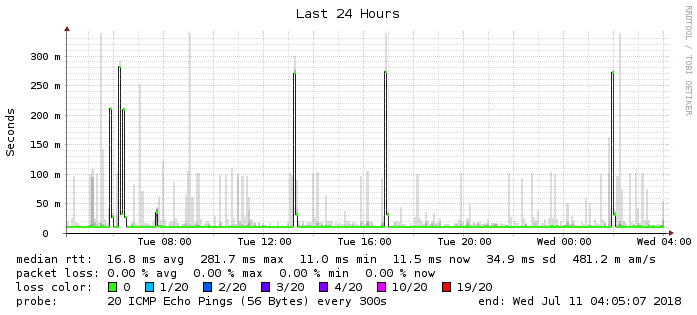 Last 24 Hours
RRDTOOL / TOBI OETIKER
Seconds
300 m
250 m
200 m
150 m
100 m
50 m
0
Tue 08:00 Tue 12:00 Tue 16:00 Tue 20:00 Wed 00:00 Wed 04:00
median rtt: 16.8 ms avg 281.7 ms max 11.0 ms min 11.5 ms now 34.9 ms sd 481.2 m am/s
packet loss: 0.00 % avg 0.00 % max 0.00 % min 0.00 % now
loss color: 0 1/20 2/20 3/20 4/20 10/20 19/20
probe: 20 ICMP Echo Pings (56 Bytes) every 300s end: Wed Jul 11 04:05:07 2018